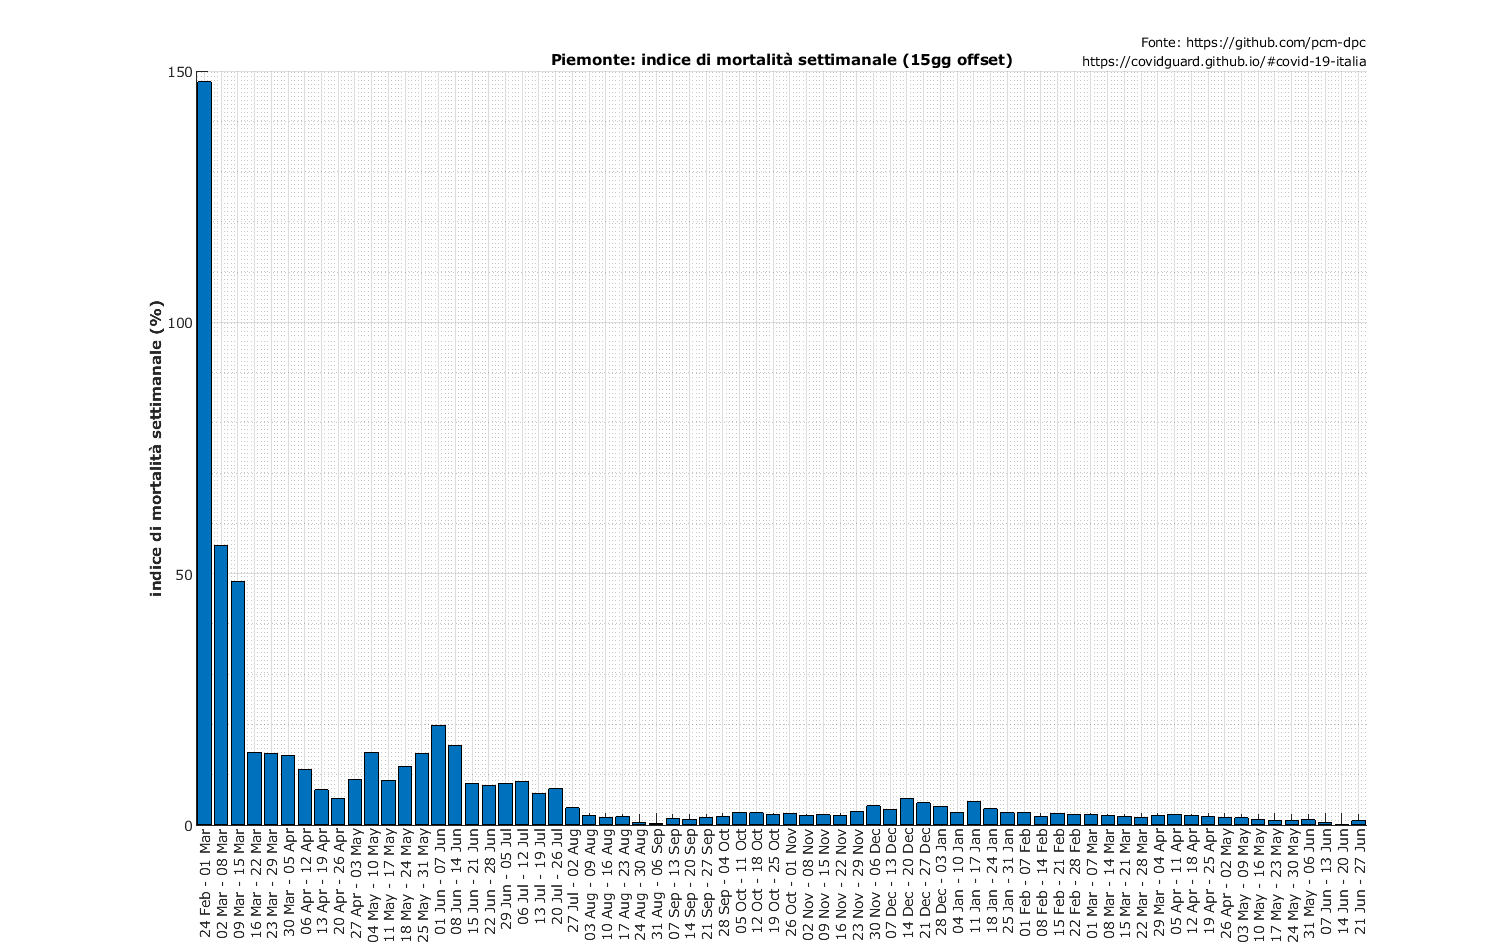 Fonte: https://github.com/pcm-dpc
Piemonte: indice di mortalità settimanale (15gg offset)
https://covidguard.github.io/#covid-19-italia
indice di mortalità settimanale (%)
150
100
50
0
24 Feb - 01 Mar
02 Mar - 08 Mar
09 Mar - 15 Mar
16 Mar - 22 Mar
23 Mar - 29 Mar
30 Mar - 05 Apr
06 Apr - 12 Apr
13 Apr - 19 Apr
20 Apr - 26 Apr
27 Apr - 03 May
04 May - 10 May
11 May - 17 May
18 May - 24 May
25 May - 31 May
01 Jun - 07 Jun
08 Jun - 14 Jun
15 Jun - 21 Jun
22 Jun - 28 Jun
29 Jun - 05 Jul
06 Jul - 12 Jul
13 Jul - 19 Jul
20 Jul - 26 Jul
27 Jul - 02 Aug
03 Aug - 09 Aug
10 Aug - 16 Aug
17 Aug - 23 Aug
24 Aug - 30 Aug
31 Aug - 06 Sep
07 Sep - 13 Sep
14 Sep - 20 Sep
21 Sep - 27 Sep
28 Sep - 04 Oct
05 Oct - 11 Oct
12 Oct - 18 Oct
19 Oct - 25 Oct
26 Oct - 01 Nov
02 Nov - 08 Nov
09 Nov - 15 Nov
16 Nov - 22 Nov
23 Nov - 29 Nov
30 Nov - 06 Dec
07 Dec - 13 Dec
14 Dec - 20 Dec
21 Dec - 27 Dec
28 Dec - 03 Jan
04 Jan - 10 Jan
11 Jan - 17 Jan
18 Jan - 24 Jan
25 Jan - 31 Jan
01 Feb - 07 Feb
08 Feb - 14 Feb
15 Feb - 21 Feb
22 Feb - 28 Feb
01 Mar - 07 Mar
08 Mar - 14 Mar
15 Mar - 21 Mar
22 Mar - 28 Mar
29 Mar - 04 Apr
05 Apr - 11 Apr
12 Apr - 18 Apr
19 Apr - 25 Apr
26 Apr - 02 May
03 May - 09 May
10 May - 16 May
17 May - 23 May
24 May - 30 May
31 May - 06 Jun
07 Jun - 13 Jun
14 Jun - 20 Jun
21 Jun - 27 Jun